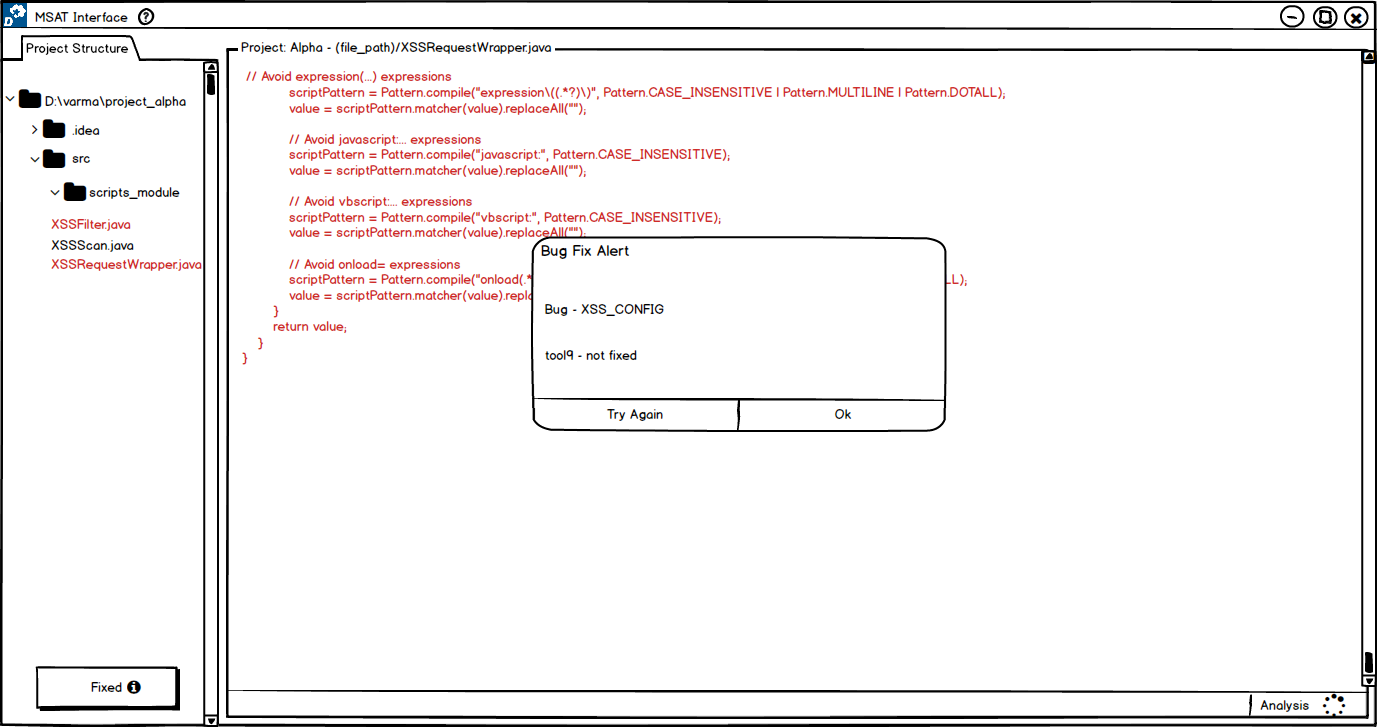 MSAT Interface ?
Project Structure
D:\varma\project_alpha
.idea
src
scripts_module
XSSFilter.java
XSSScan.java
XSSRequestWrapper.java
Fixed i
Project: Alpha - (file_path)/XSSRequestWrapper.java
// Avoid expression(...) expressions
scriptPattern = Pattern.compile("expression\((.*?)\)", Pattern.CASE_INSENSITIVE | Pattern.MULTILINE | Pattern.DOTALL);
value = scriptPattern.matcher(value).replaceAll("");
// Avoid javascript:... expressions
scriptPattern = Pattern.compile("javascript:", Pattern.CASE_INSENSITIVE);
value = scriptPattern.matcher(value).replaceAll("");
// Avoid vbscript:... expressions
scriptPattern = Pattern.compile("vbscript:", Pattern.CASE_INSENSITIVE);
value = scriptPattern.matcher(value).replaceAll("");
// Avoid onload= expressions
scriptPattern = Pattern.compile("onload(.* LL);
value = scriptPattern.matcher(value).repla
}
return value;
}
}
Bug Fix Alert
Bug - XSS_CONFIG
tool9 - not fixed
Try Again Ok
Analysis